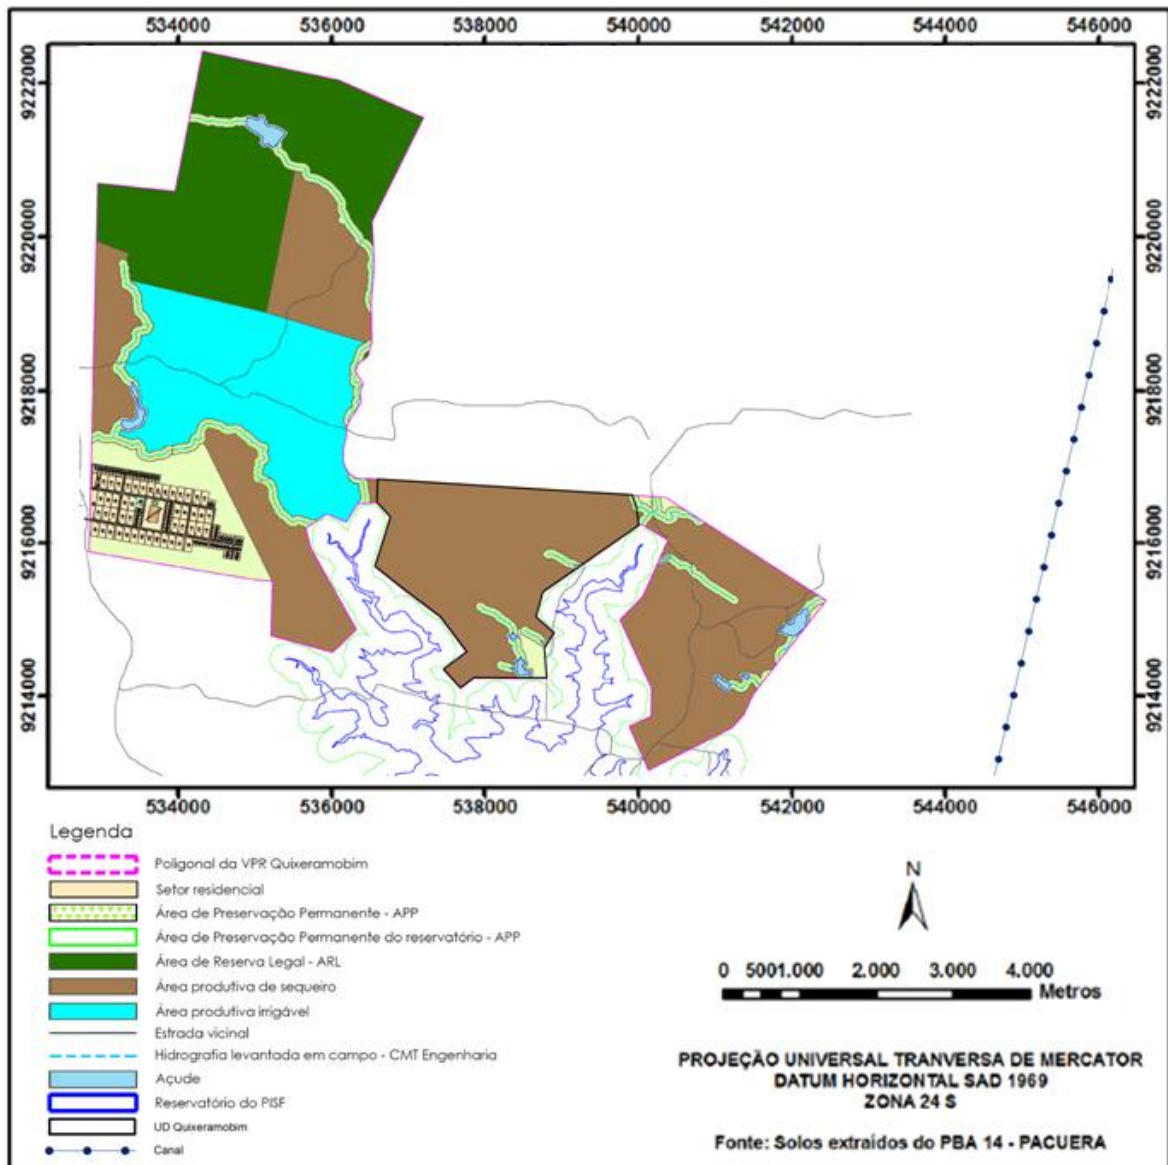 534000 536000 538000 540000 542000 544000 546000
9222000 9222000
9220000 9220000
9218000 9218000
9216000 9216000
9214000 9214000
534000 536000 538000 540000 542000 544000 546000
Legenda
Poligonal da VPR Quixeramobim
Setor residencial
Área de Preservação Permanente - APP
Área de Preservação Permanente do reservatório - APP
Área de Reserva Legal - ARL
Área produtiva de sequeiro
Área produtiva irrigável
Estrada vicinal
Hidrografia levantada em campo - CMT Engenharia
Açude
Reservatório do PISF
UD Quixeramobim
Canal
N
0 5001.000 2.000 3.000 4.000
Metros
PROJEÇÃO UNIVERSAL TRANVERSA DE MERCATOR
DATUM HORIZONTAL SAD 1969
ZONA 24 S
Fonte: Solos extraídos do PBA 14 - PACUERA